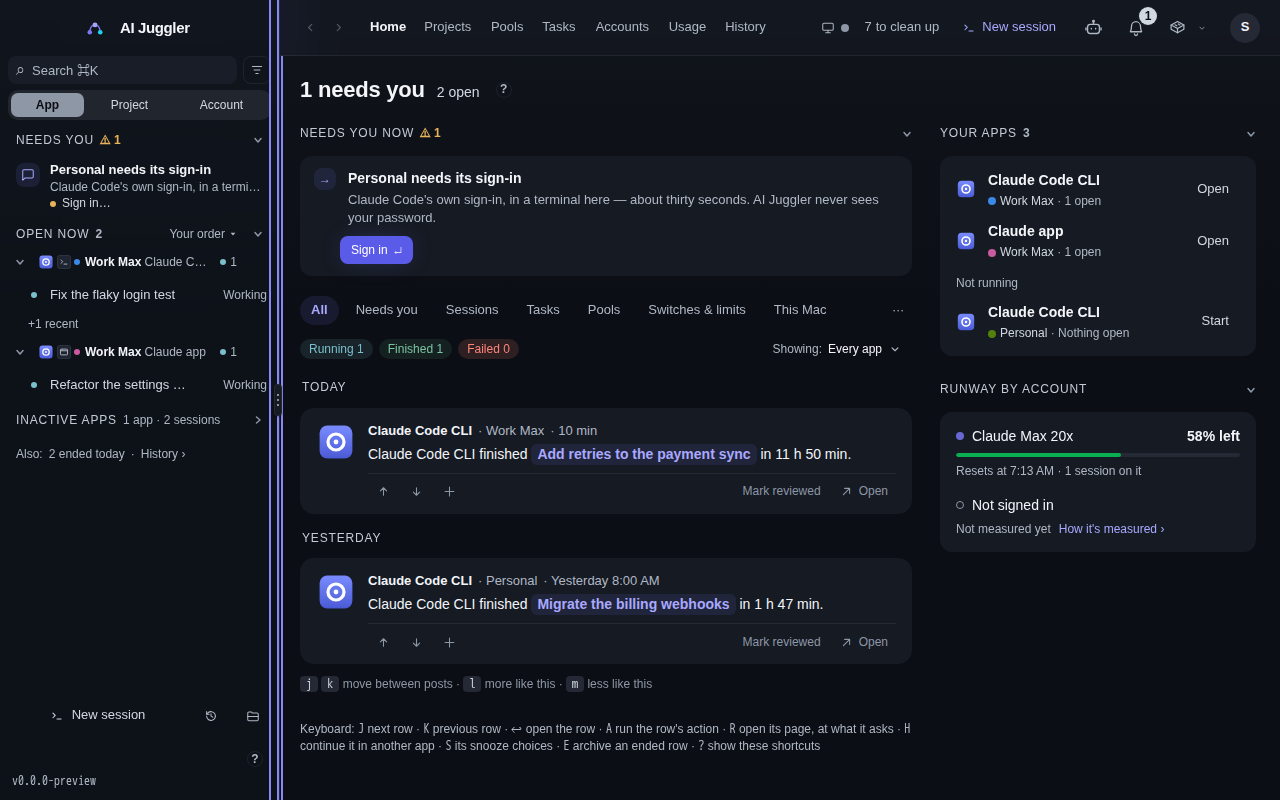 AI Juggler
Search ⌘K
App Project Account
NEEDS YOU 1
Personal needs its sign-in
Claude Code's own sign-in, in a termi…
Sign in…
OPEN NOW 2 Your order
Work Max Claude C… 1
Fix the flaky login test Working
+1 recent
Work Max Claude app 1
Refactor the settings … Working
INACTIVE APPS 1 app · 2 sessions
Also: 2 ended today · History ›
New session
?
v0.0.0-preview
Home Projects Pools Tasks Accounts Usage History
7 to clean up
New session
1
S
1 needs you 2 open ?
NEEDS YOU NOW 1
→ Personal needs its sign-in
Claude Code's own sign-in, in a terminal here — about thirty seconds. AI Juggler never sees
your password.
Sign in
All Needs you Sessions Tasks Pools Switches & limits This Mac ···
Running 1 Finished 1 Failed 0 Showing: Every app
TODAY
Claude Code CLI · Work Max · 10 min
Claude Code CLI finished Add retries to the payment sync in 11 h 50 min.
Mark reviewed Open
YESTERDAY
Claude Code CLI · Personal · Yesterday 8:00 AM
Claude Code CLI finished Migrate the billing webhooks in 1 h 47 min.
Mark reviewed Open
j k move between posts · l more like this · m less like this
Keyboard: J next row · K previous row · ↩ open the row · A run the row's action · R open its page, at what it asks · H
continue it in another app · S its snooze choices · E archive an ended row · ? show these shortcuts
YOUR APPS 3
Claude Code CLI
Work Max · 1 open
Open
Claude app
Work Max · 1 open
Open
Not running
Claude Code CLI
Personal · Nothing open
Start
RUNWAY BY ACCOUNT
Claude Max 20x 58% left
Resets at 7:13 AM · 1 session on it
Not signed in
Not measured yet How it's measured ›